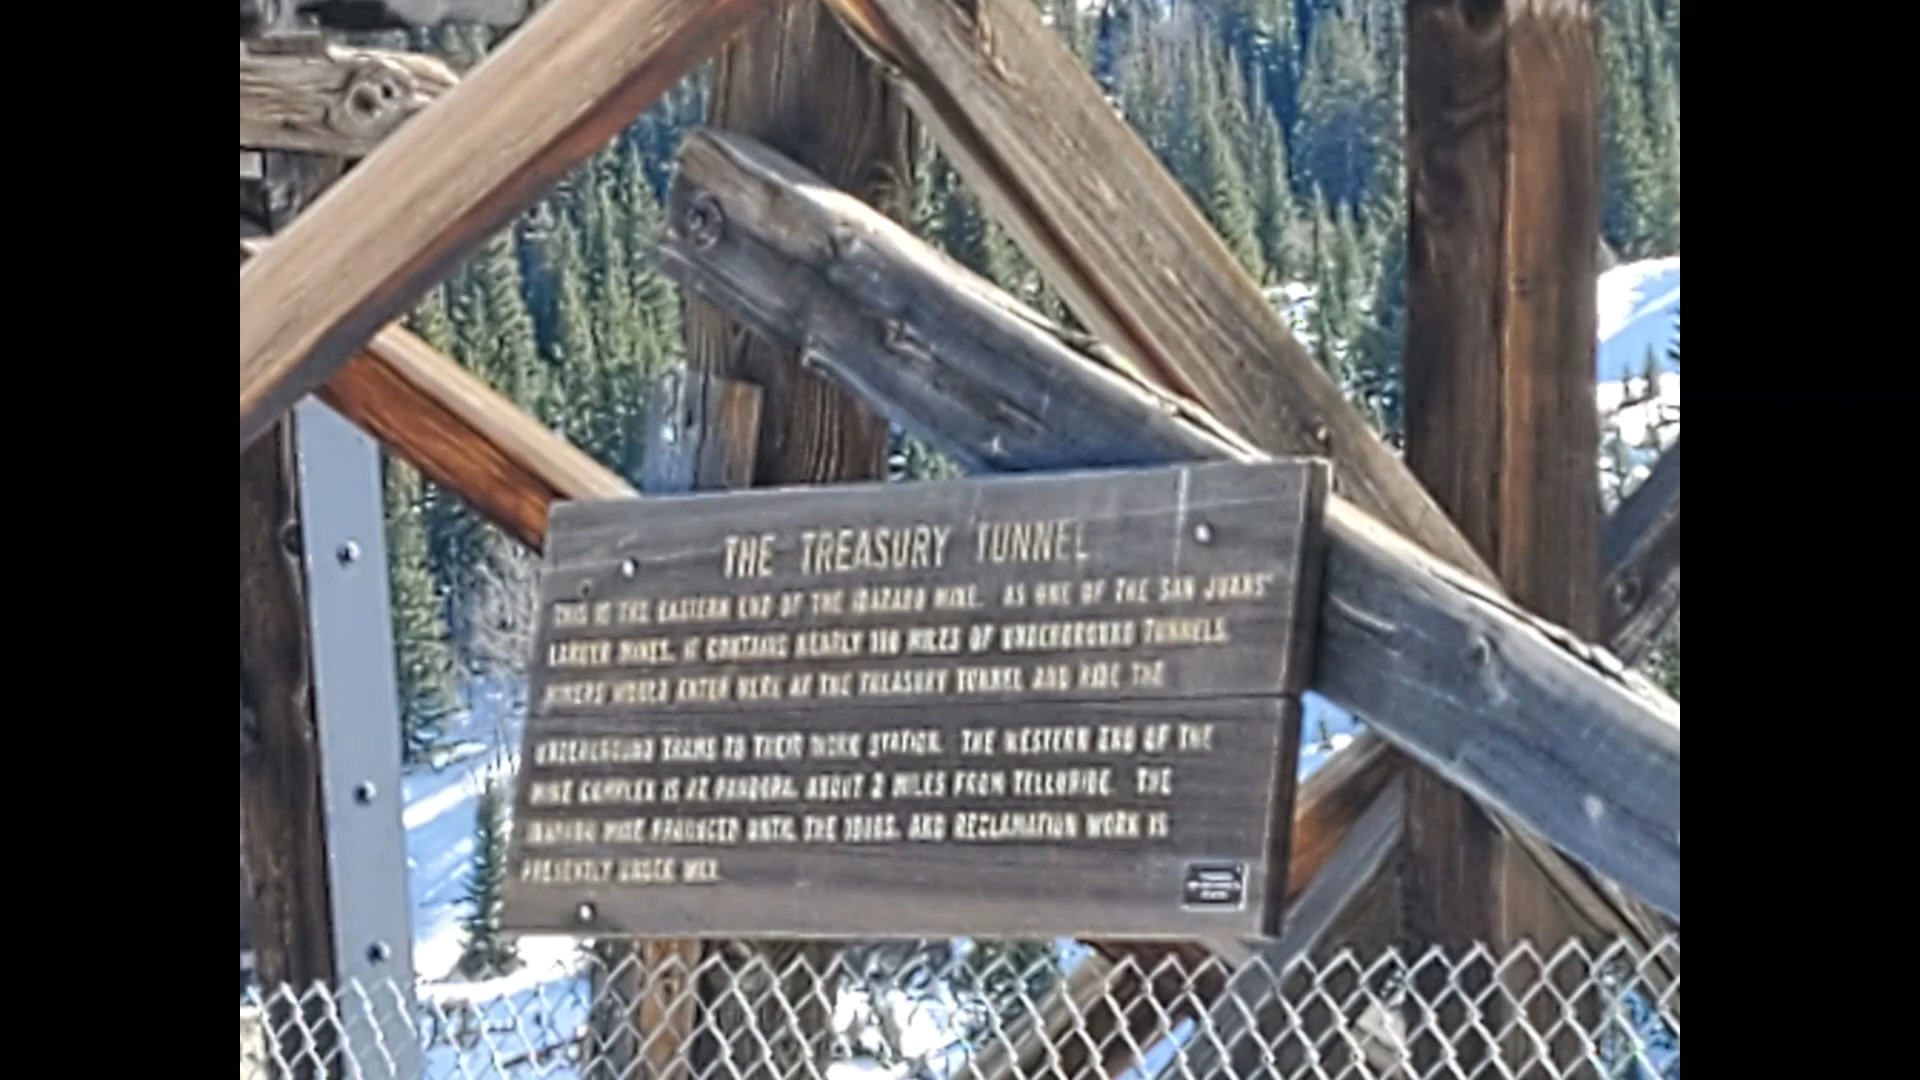 THE TREASURY TUNNEL
THIS IS THE EASTERN END OF THE IDARADO MINE. AS ONE OF THE SAN JUANS'
LARGER MINES, IT CONTAINS NEARLY 100 MILES OF UNDERGROUND TUNNELS.
MINERS WOULD ENTER HERE AT THE TREASURY TUNNEL AND RIDE THE
UNDERGROUND TRAMS TO THEIR WORK STATION. THE WESTERN END OF THE
MINE COMPLEX IS AT PANDORA, ABOUT 2 MILES FROM TELLURIDE. THE
IDARADO MINE PRODUCED UNTIL THE AND RECLAMATION WORK IS
PRESENTLY UNDER WAY.